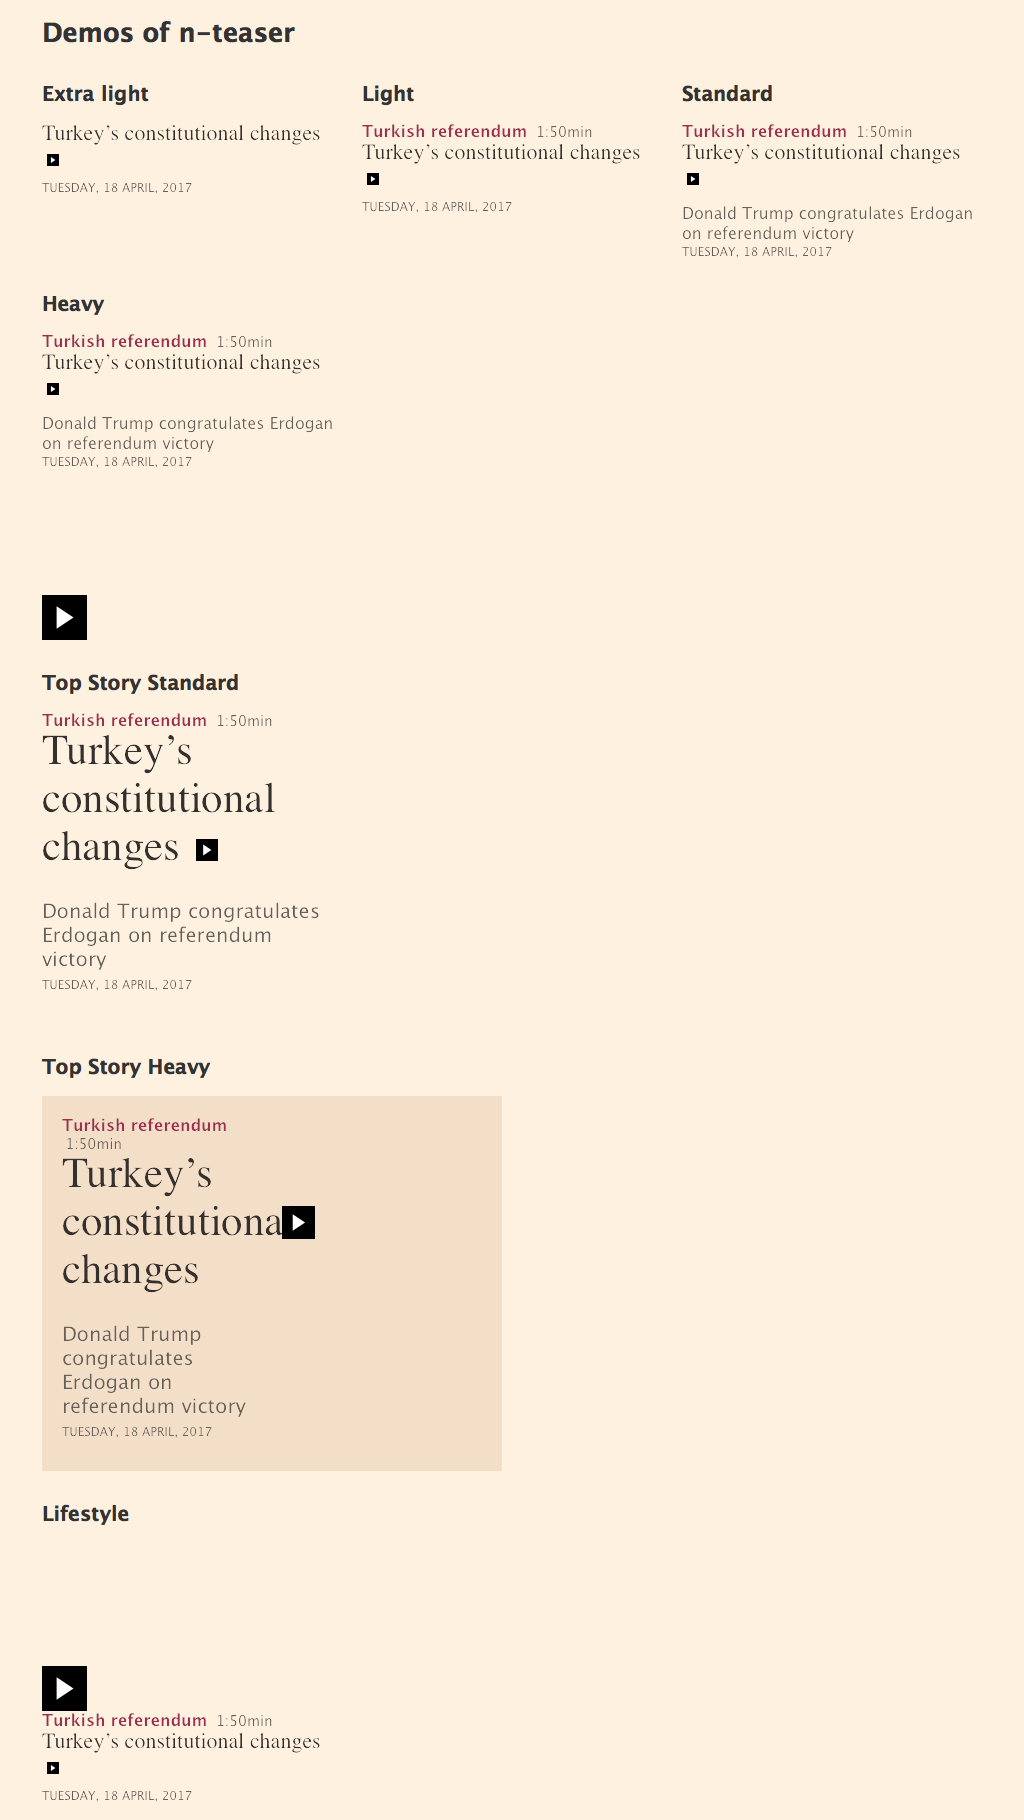 Demos of n-teaser
Extra light
Turkey's constitutional changes
TUESDAY, 18 APRIL, 2017
Light
Turkish referendum 1:50min
Turkey's constitutional changes
TUESDAY, 18 APRIL, 2017
Standard
Turkish referendum 1:50min
Turkey's constitutional changes
Donald Trump congratulates Erdogan
on referendum victory
TUESDAY, 18 APRIL, 2017
Heavy
Turkish referendum 1:50min
Turkey's constitutional changes
Donald Trump congratulates Erdogan
on referendum victory
TUESDAY, 18 APRIL, 2017
Top Story Standard
Turkish referendum 1:50min
Turkey's
constitutional
changes
Donald Trump congratulates
Erdogan on referendum
victory
TUESDAY, 18 APRIL, 2017
Top Story Heavy
Turkish referendum
1:50min
Turkey's
constitutiona
changes
Donald Trump
congratulates
Erdogan on
referendum victory
TUESDAY, 18 APRIL, 2017
Lifestyle
Turkish referendum 1:50min
Turkey's constitutional changes
TUESDAY, 18 APRIL, 2017